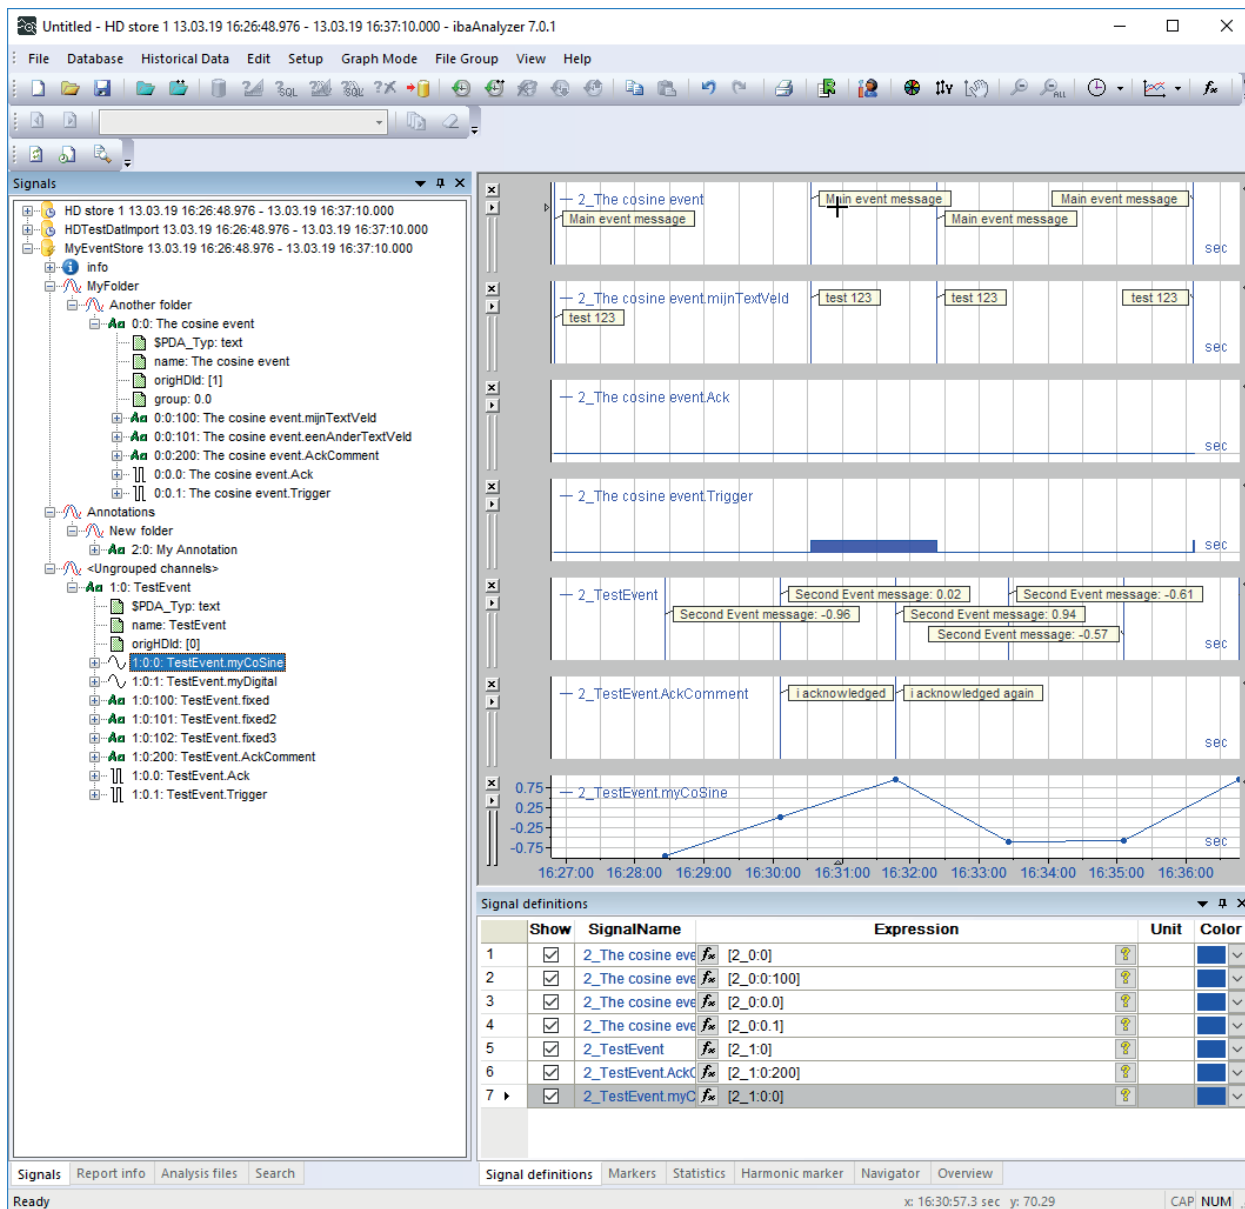 Untitled - HD store 1 13.03.19 16:26:48.976 - 13.03.19 16:37:10.000 - ibaAnalyzer 7.0.1
File Database Historical Data Edit Setup Graph Mode File Group View Help
SQL SQL ALL
Signals
HD store 1 13.03.19 16:26:48.976 - 13.03.19 16:37:10.000
HDTestDatImport 13.03.19 16:26:48.976 - 13.03.19 16:37:10.000
MyEventStore 13.03.19 16:26:48.976 - 13.03.19 16:37:10.000
info
MyFolder
Another folder
0:0: The cosine event
$PDA_Typ: text
name: The cosine event
origHDId: [1]
group: 0.0
0:0:100: The cosine event.mijnTextVeld
0:0:101: The cosine event.eenAnderTextVeld
0:0:200: The cosine event.AckComment
0:0.0: The cosine event.Ack
0:0.1: The cosine event.Trigger
Annotations
New folder
2:0: My Annotation
<Ungrouped channels>
1:0: TestEvent
$PDA_Typ: text
name: TestEvent
origHDId: [0]
1:0:0: TestEvent.myCoSine
1:0:1: TestEvent.myDigital
1:0:100: TestEvent.fixed
1:0:101: TestEvent.fixed2
1:0:102: TestEvent.fixed3
1:0:200: TestEvent.AckComment
1:0.0: TestEvent.Ack
1:0.1: TestEvent.Trigger
Signals Report info Analysis files Search
2_The cosine event
Main event message Main event message
Main event message Main event message
sec
2_The cosine event.mijnTextVeld
test 123 test 123 test 123
test 123
sec
2_The cosine event.Ack
sec
2_The cosine event.Trigger
sec
2_TestEvent
Second Event message: 0.02 Second Event message: -0.61
Second Event message: -0.96 Second Event message: 0.94
Second Event message: -0.57
sec
2_TestEvent.AckComment
i acknowledged i acknowledged again
sec
2_TestEvent.myCoSine
0.75
0.25
-0.25
-0.75
sec
16:27:00 16:28:00 16:29:00 16:30:00 16:31:00 16:32:00 16:33:00 16:34:00 16:35:00 16:36:00
Signal definitions
Show SignalName Expression Unit Color
1 2_The cosine eve fx [2_0:0]
2 2_The cosine eve fx [2_0:0:100]
3 2_The cosine eve fx [2_0:0.0]
4 2_The cosine eve fx [2_0:0.1]
5 2_TestEvent fx [2_1:0]
6 2_TestEvent.AckC fx [2_1:0:200]
7 2_TestEvent.myC fx [2_1:0:0]
Signal definitions Markers Statistics Harmonic marker Navigator Overview
Ready x: 16:30:57.3 sec y: 70.29 CAP NUM